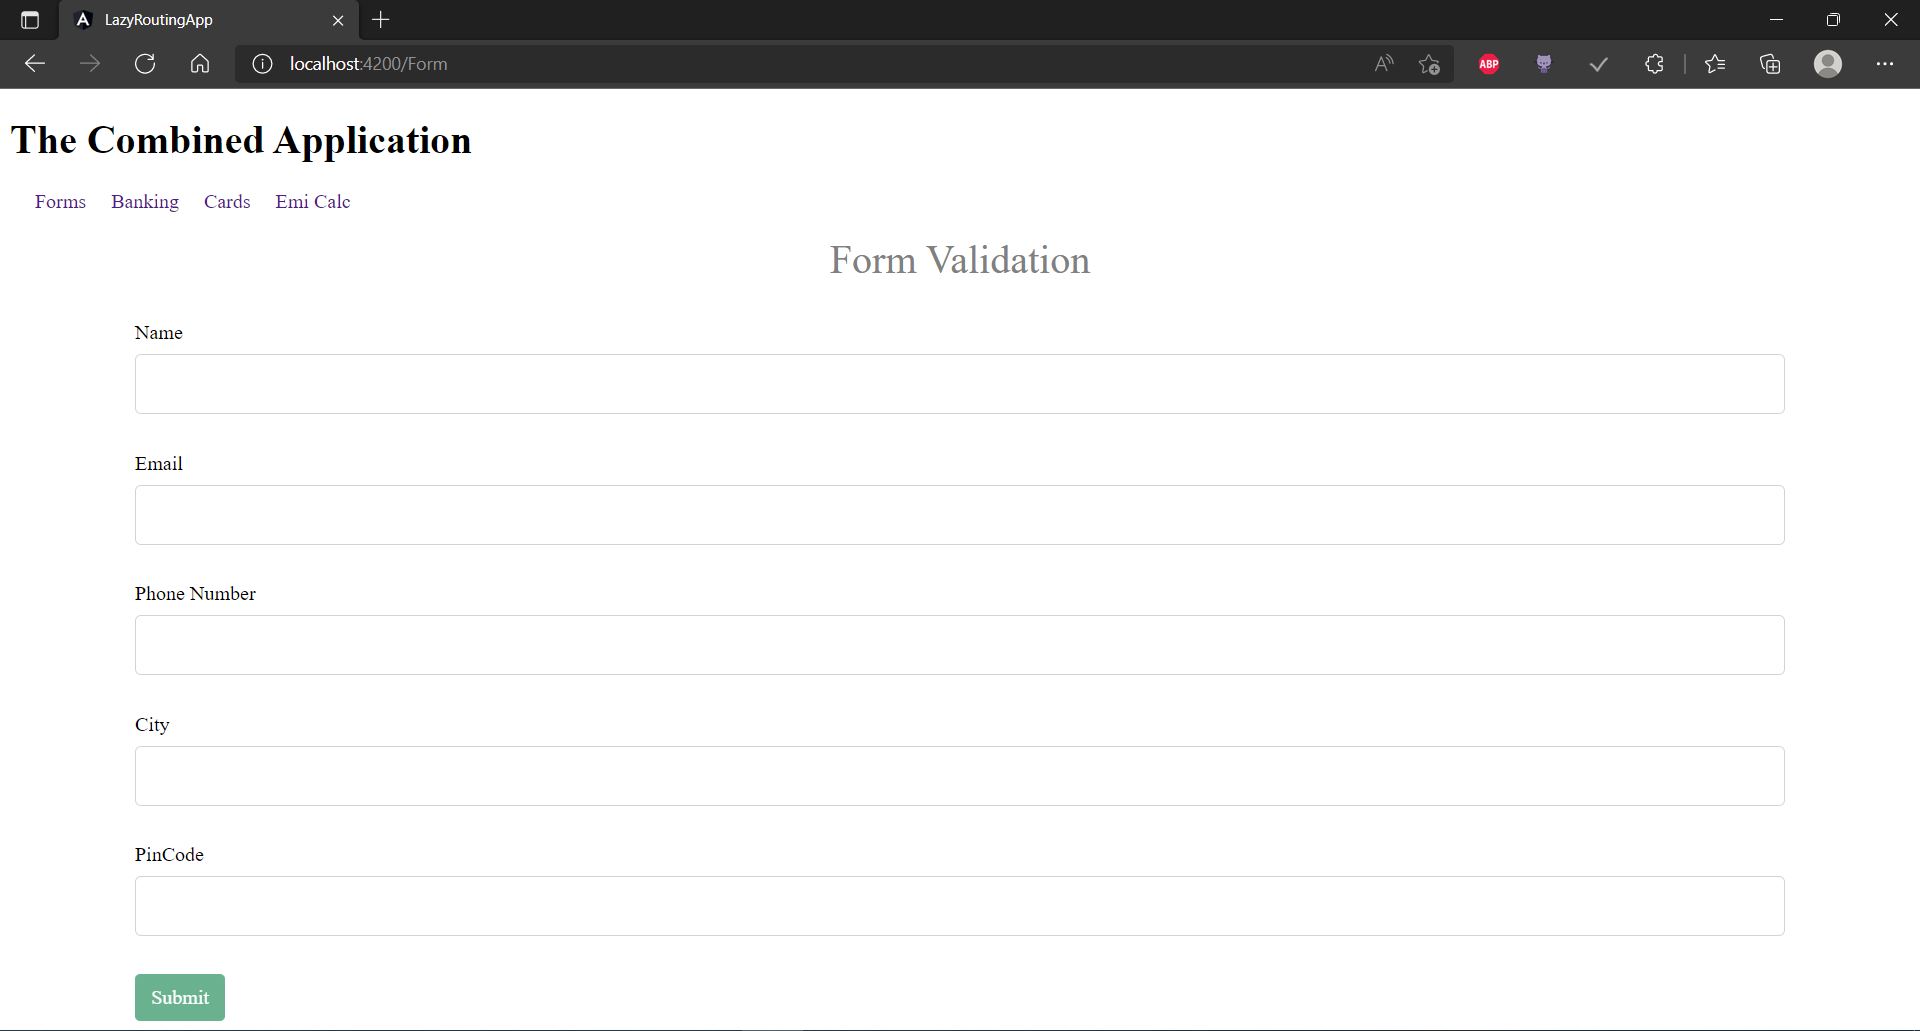 LazyRoutingApp
localhost:4200/Form
ABP
The Combined Application
Forms Banking Cards Emi Calc
Form Validation
Name
Email
Phone Number
City
PinCode
Submit